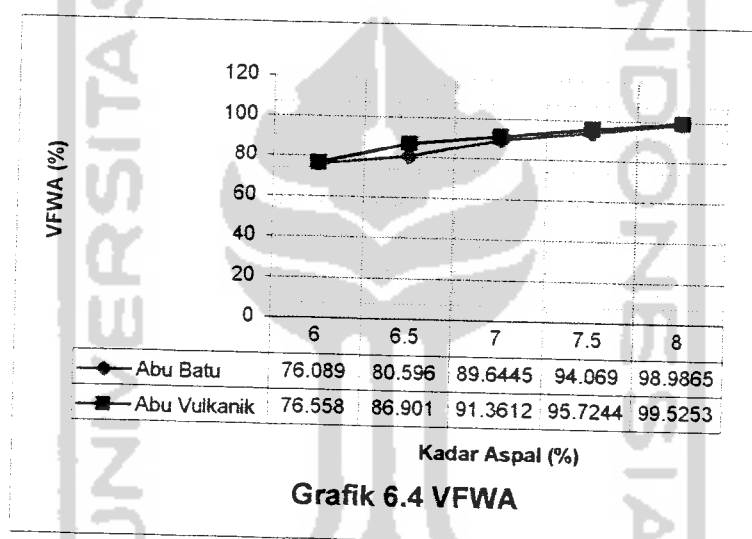 120
100
80
60
40
20
0
VFWA (%)
6 6.5 7 7.5 8
Abu Batu 76.089 80.596 89.6445 94.069 98.9865
Abu Vulkanik 76.558 86.901 91.3612 95.7244 99.5253
Kadar Aspal (%)
Grafik 6.4 VFWA